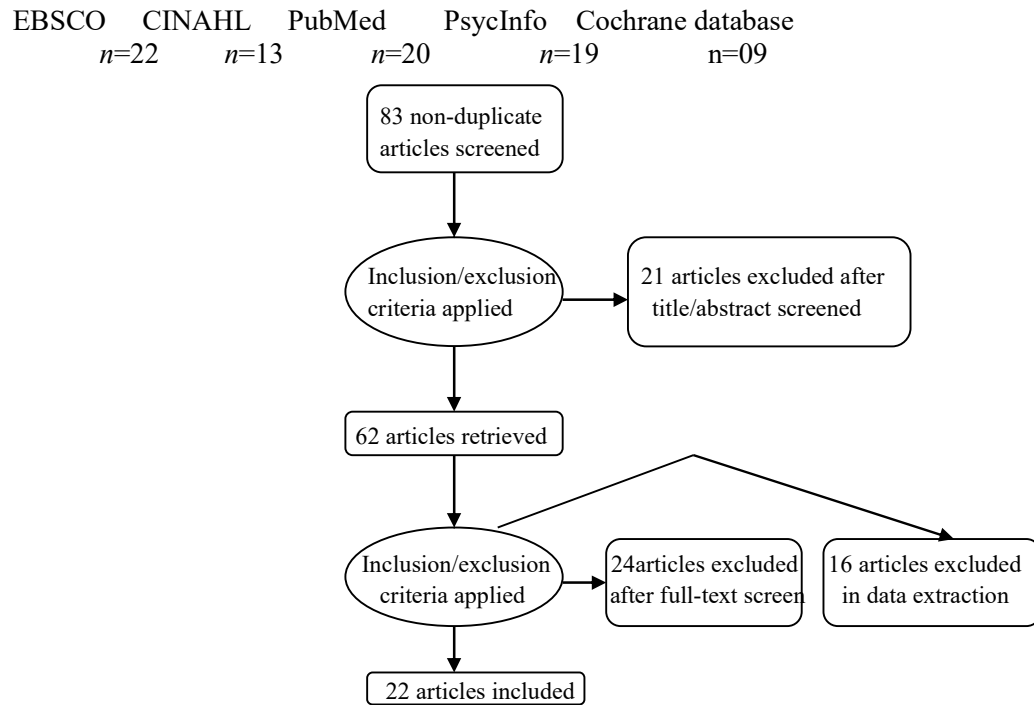 EBSCO CINAHL PubMed PsycInfo Cochrane database
n=22 n=13 n=20 n=19 n=09
83 non-duplicate
articles screened
Inclusion/exclusion
criteria applied
21 articles excluded after
title/abstract screened
62 articles retrieved
Inclusion/exclusion
criteria applied
24articles excluded
after full-text screen
16 articles excluded
in data extraction
22 articles included